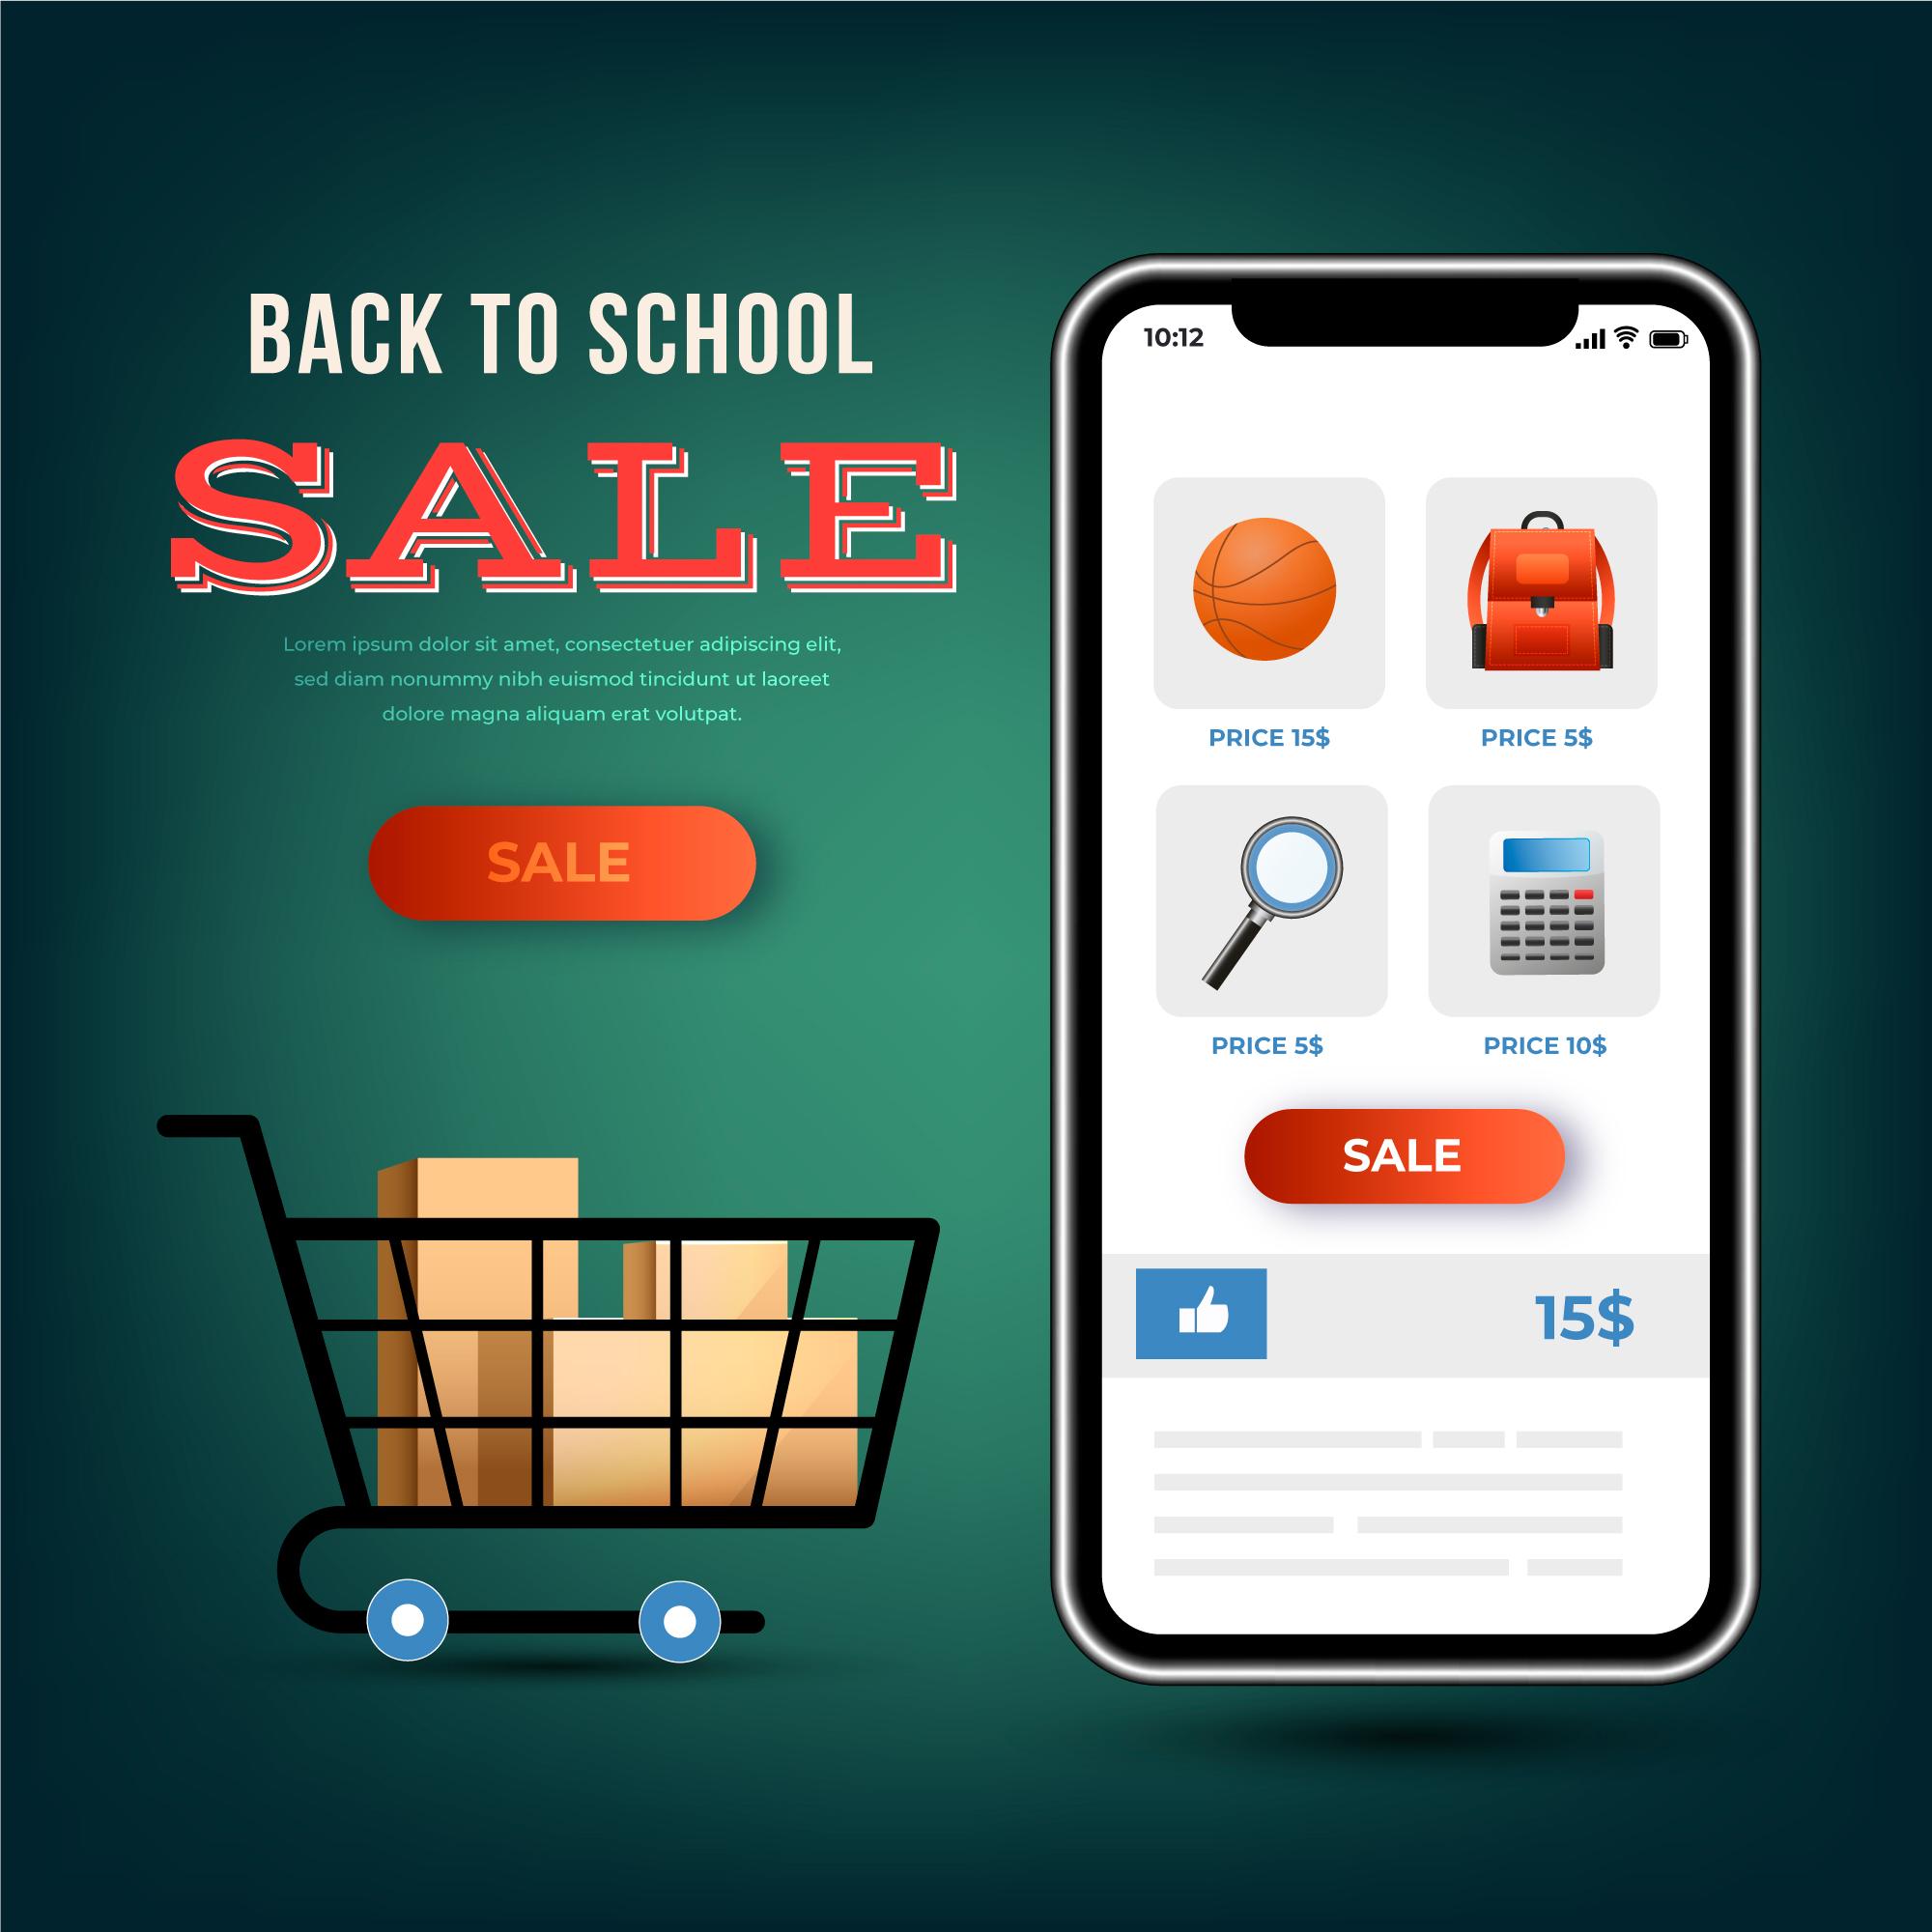 BACK TO SCHOOL
SALE
Lorem ipsum dolor sit amet, consectetuer adipiscing elit,
sed diam nonummy nibh euismod tincidunt ut laoreet
dolore magna aliquam erat volutpat.
SALE
10:12
PRICE 15$
PRICE 5$
PRICE 5$
PRICE 10$
SALE
15$